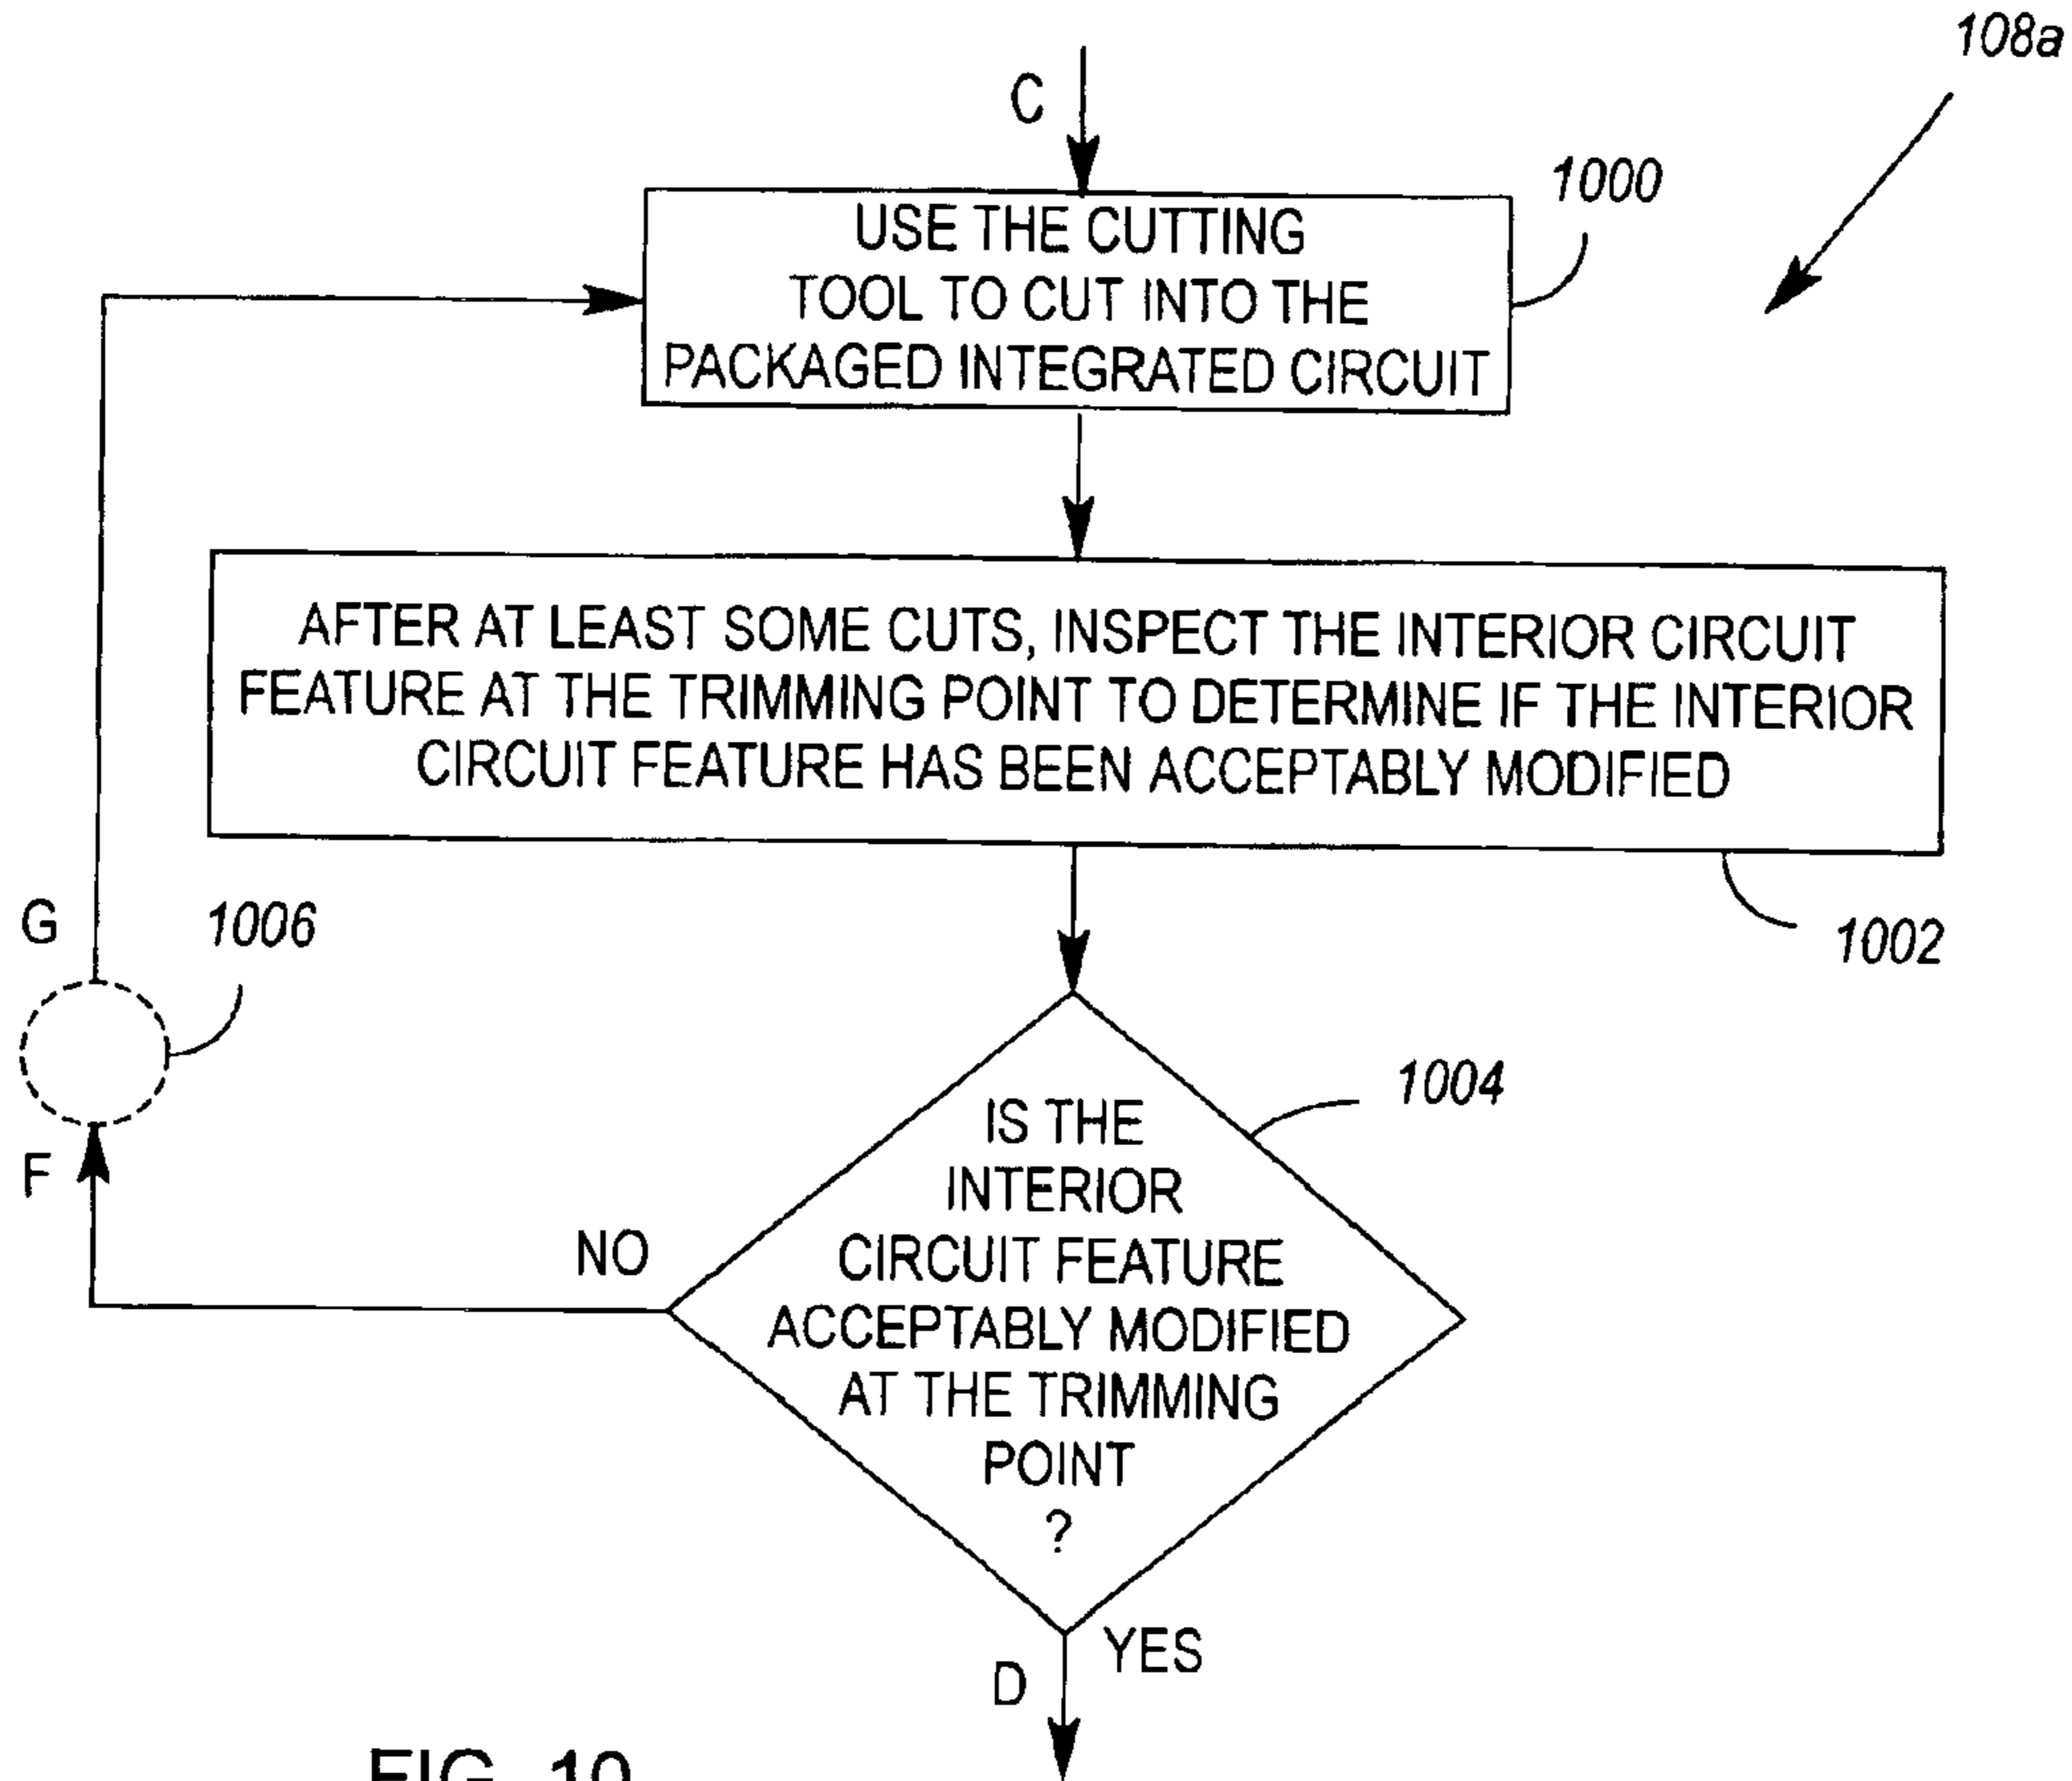 108a
C
1000
USE THE CUTTING
TOOL TO CUT INTO THE
PACKAGED INTEGRATED CIRCUIT
AFTER AT LEAST SOME CUTS, INSPECT THE INTERIOR CIRCUIT
FEATURE AT THE TRIMMING POINT TO DETERMINE IF THE INTERIOR
CIRCUIT FEATURE HAS BEEN ACCEPTABLY MODIFIED
1002
G
1006
F
1004
IS THE
INTERIOR
CIRCUIT FEATURE
ACCEPTABLY MODIFIED
AT THE TRIMMING
POINT
?
NO
YES
D
FIG. 10